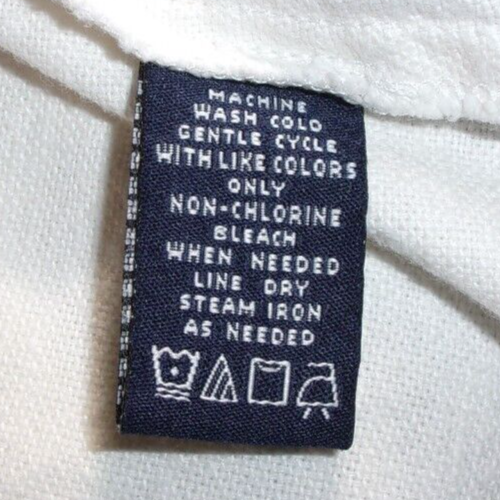 MACHINE
WASH COLD
GENTLE CYCLE
WITH LIKE COLORS
ONLY
NON-CHLORINE
BLEACH
WHEN NEEDED
LINE DRY
STEAM IRON
AS NEEDED